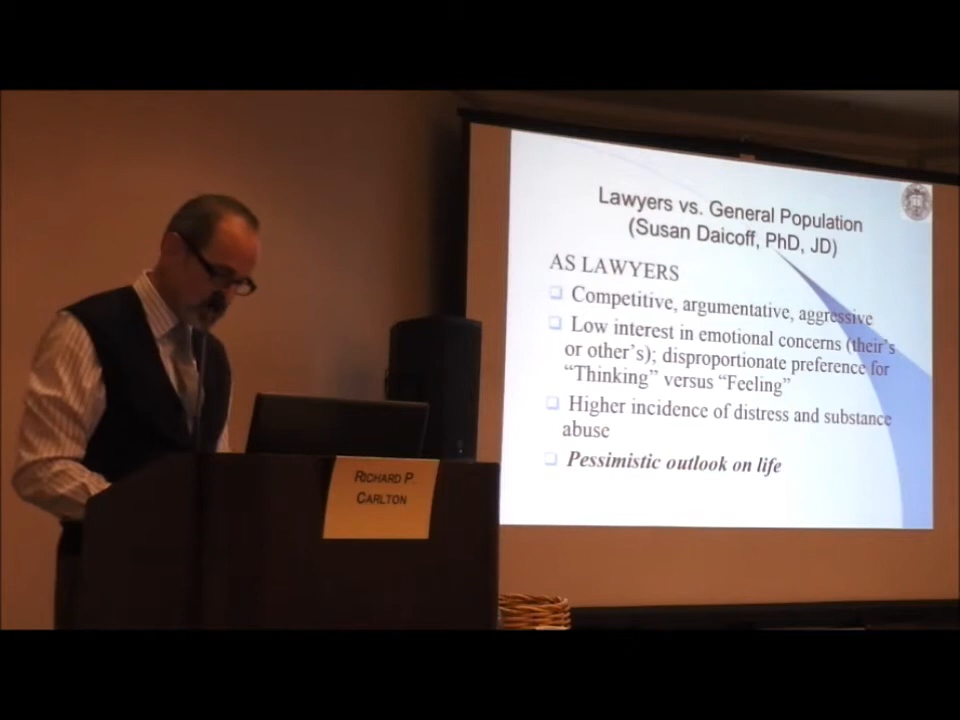 Lawyers vs. General Population
(Susan Daicoff, PhD, JD)
AS LAWYERS
Competitive, argumentative, aggressive
Low interest in emotional concerns (their's
or other's); disproportionate preference for
“Thinking” versus “Feeling”
Higher incidence of distress and substance
abuse
Pessimistic outlook on life
RICHARD P.
CARLTON